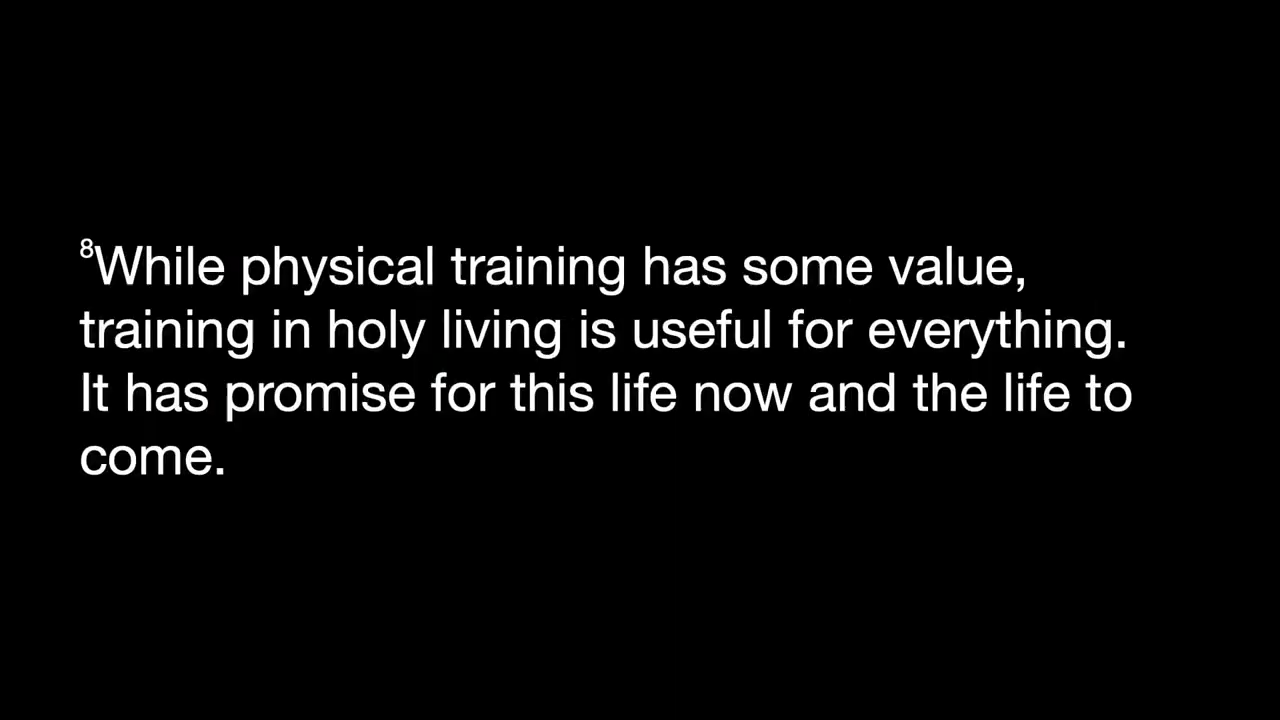 ⁸While physical training has some value,
training in holy living is useful for everything.
It has promise for this life now and the life to
come.